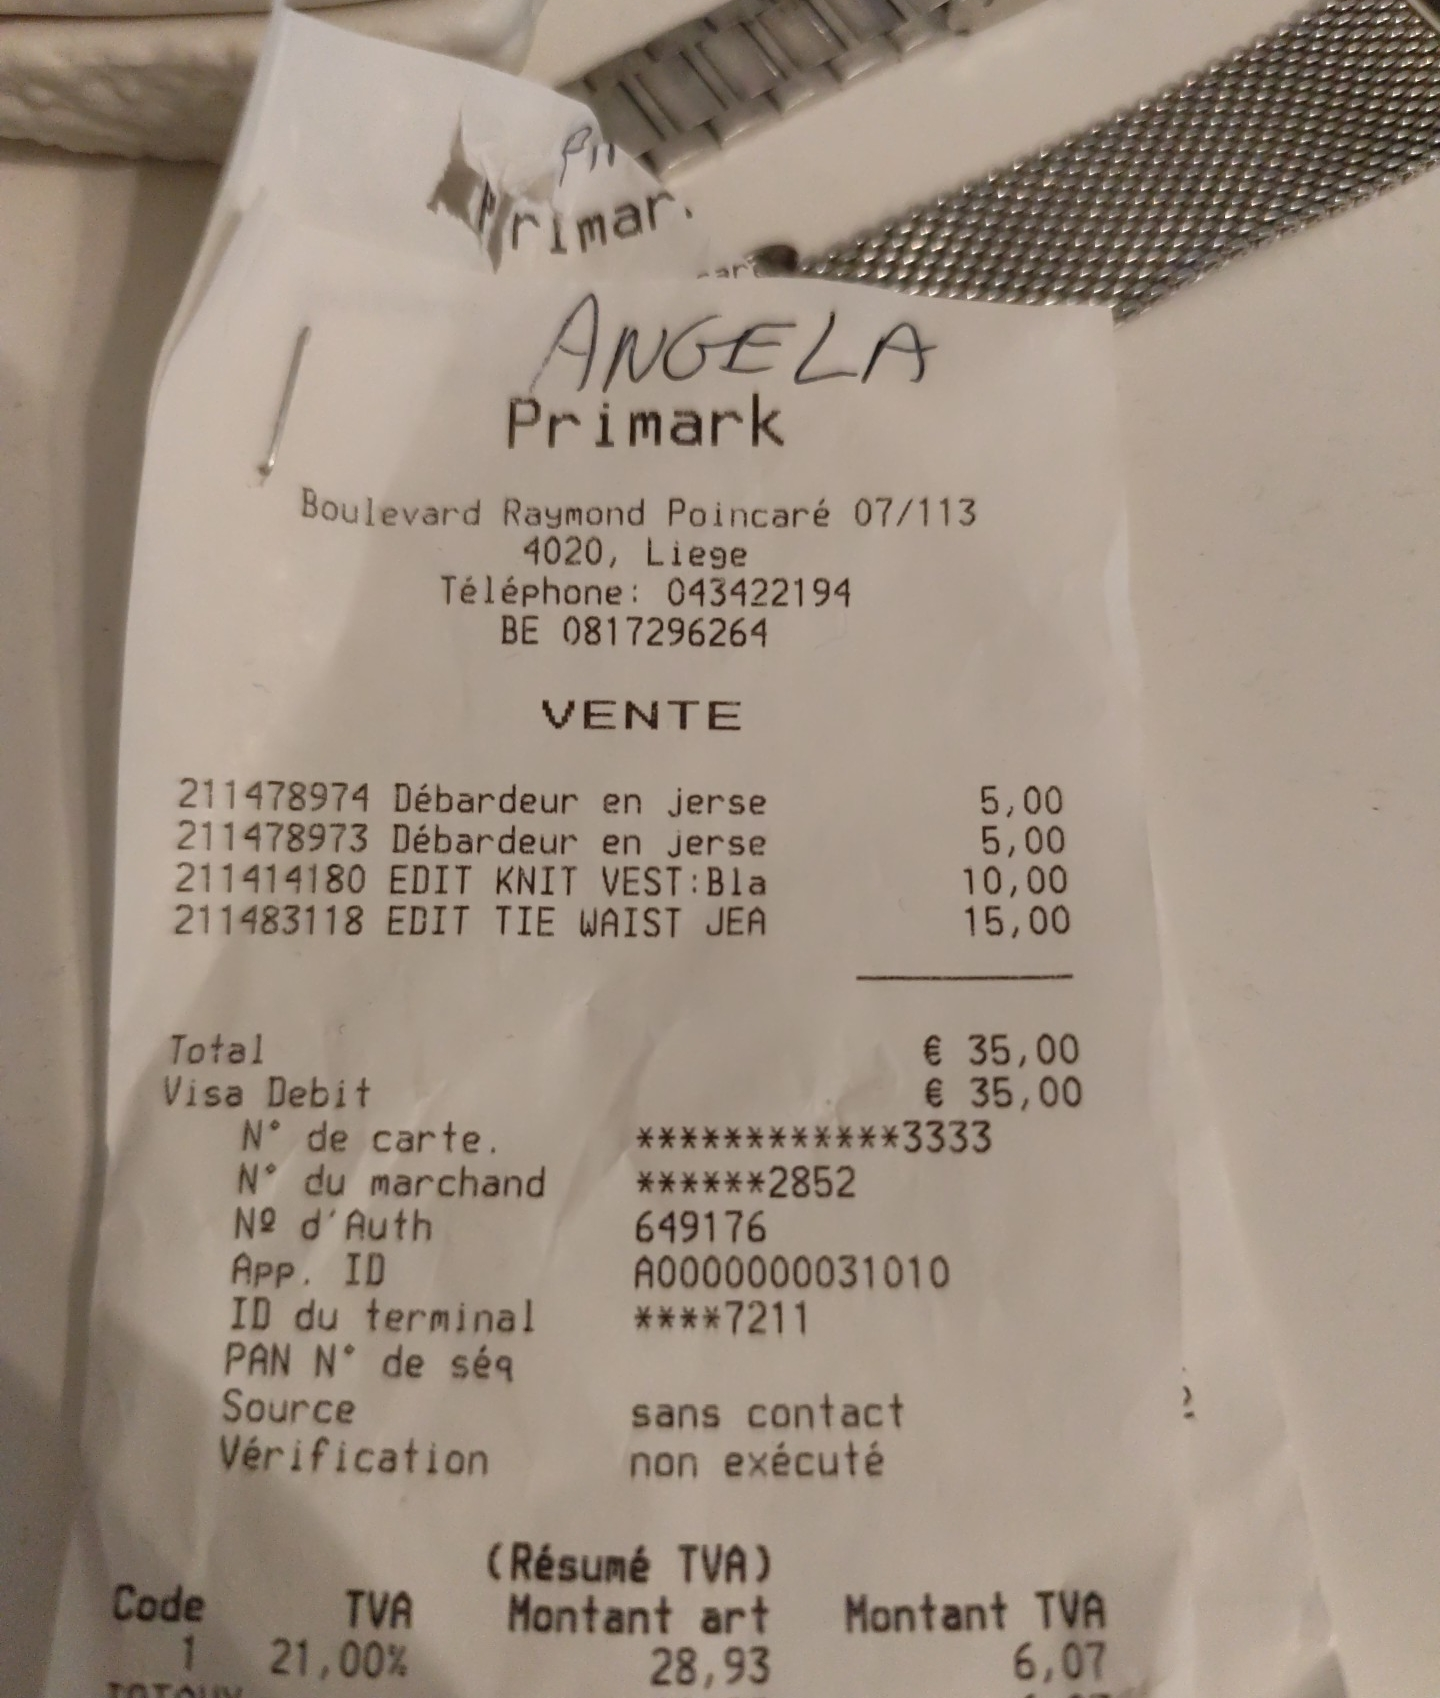 Primar
ANGELA
Primark
Boulevard Raymond Poincaré 07/113
4020, Liege
Téléphone: 043422194
BE 0817296264
VENTE
211478974 Débardeur en jerse 5,00
211478973 Débardeur en jerse 5,00
211414180 EDIT KNIT VEST:Bla 10,00
211483118 EDIT TIE WAIST JEA 15,00
Total € 35,00
Visa Debit € 35,00
N° de carte. ************3333
N° du marchand ******2852
Nº d'Auth 649176
App. ID A0000000031010
ID du terminal ****7211
PAN N° de séq
Source sans contact
Vérification non exécuté
(Résumé TVA)
Code TVA Montant art Montant TVA
1 21,00% 28,93 6,07